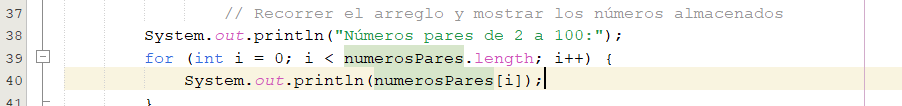 37 // Recorrer el arreglo y mostrar los números almacenados
38 System.out.println("Números pares de 2 a 100:");
39 for (int i = 0; i < numerosPares.length; i++) {
40 System.out.println(numerosPares[i]);
41 }